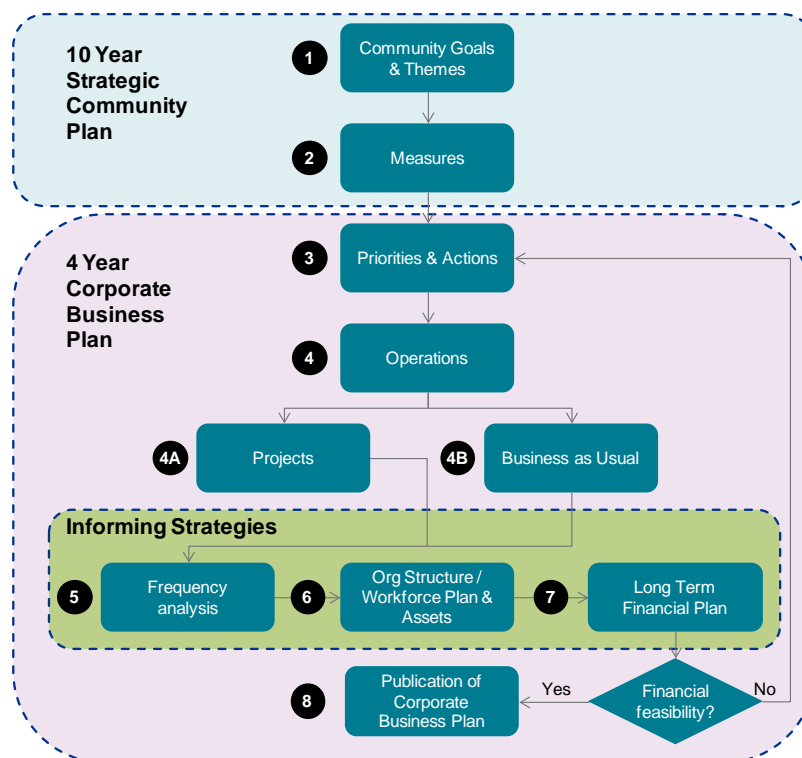 10 Year
Strategic
Community
Plan
1
Community Goals
& Themes
2
Measures
4 Year
Corporate
Business
Plan
3
Priorities & Actions
4
Operations
4A
Projects
4B
Business as Usual
Informing Strategies
5
Frequency
analysis
6
Org Structure /
Workforce Plan &
Assets
7
Long Term
Financial Plan
8
Publication of
Corporate
Business Plan
Yes
Financial
feasibility?
No